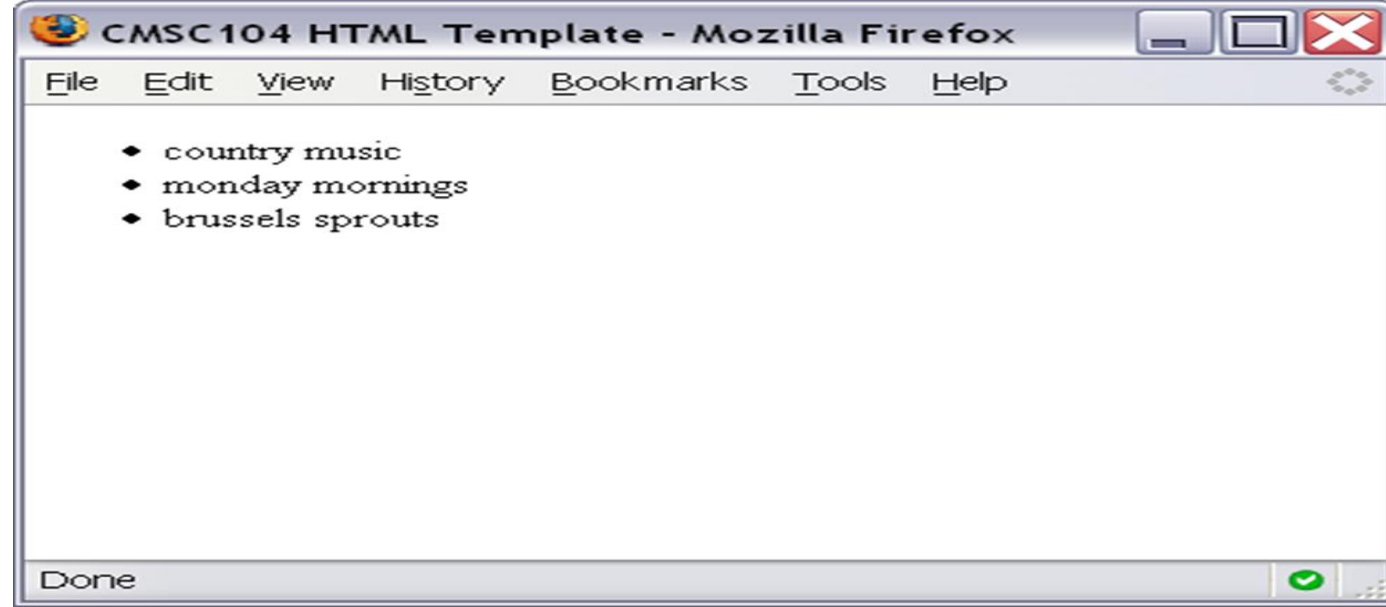 CMSC104 HTML Template - Mozilla Firefox
File Edit View History Bookmarks Tools Help
• country music
• monday mornings
• brussels sprouts
Done